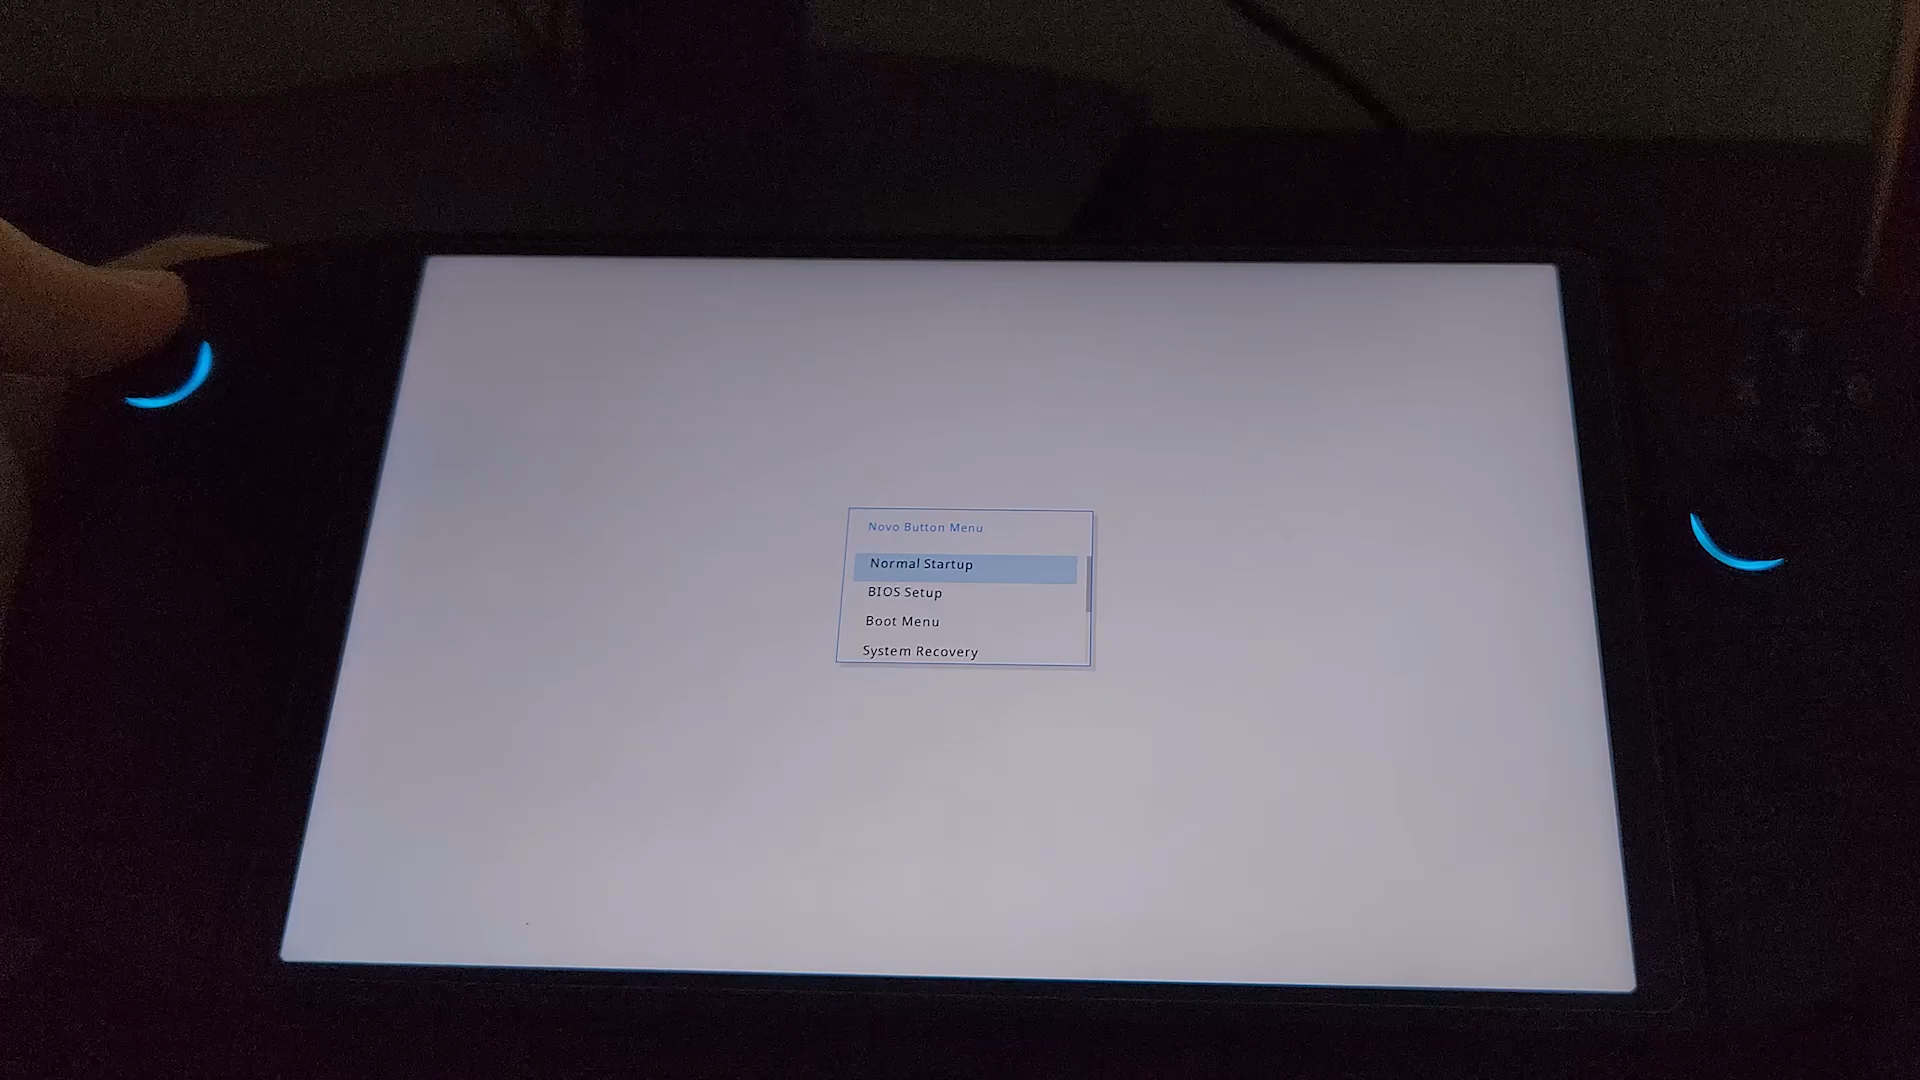 Novo Button Menu
Normal Startup
BIOS Setup
Boot Menu
System Recovery